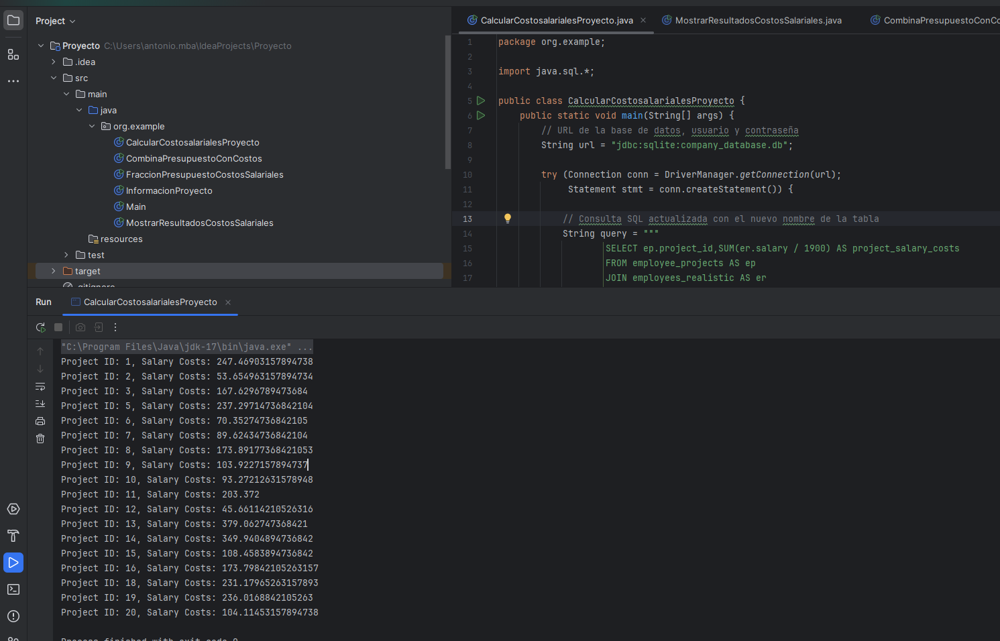 Project
Proyecto C:\Users\antonio.mba\IdeaProjects\Proyecto
.idea
src
main
java
org.example
CalcularCostosalarialesProyecto
CombinaPresupuestoConCostos
FraccionPresupuestoCostosSalariales
InformacionProyecto
Main
MostrarResultadosCostosSalariales
resources
test
target
.gitignore
CalcularCostosalarialesProyecto.java
MostrarResultadosCostosSalariales.java
CombinaPresupuestoConCo
1 package org.example;
2
3 import java.sql.*;
4
5 public class CalcularCostosalarialesProyecto {
6 public static void main(String[] args) {
7 // URL de la base de datos, usuario y contraseña
8 String url = "jdbc:sqlite:company_database.db";
9
10 try (Connection conn = DriverManager.getConnection(url);
11 Statement stmt = conn.createStatement()) {
12
13 // Consulta SQL actualizada con el nuevo nombre de la tabla
14 String query = """
15 SELECT ep.project_id,SUM(er.salary / 1900) AS project_salary_costs
16 FROM employee_projects AS ep
17 JOIN employees_realistic AS er
Run
CalcularCostosalarialesProyecto
"C:\Program Files\Java\jdk-17\bin\java.exe" ...
Project ID: 1, Salary Costs: 247.46903157894738
Project ID: 2, Salary Costs: 53.654963157894734
Project ID: 3, Salary Costs: 167.6296789473684
Project ID: 5, Salary Costs: 237.29714736842104
Project ID: 6, Salary Costs: 70.35274736842105
Project ID: 7, Salary Costs: 89.62434736842104
Project ID: 8, Salary Costs: 173.89177368421053
Project ID: 9, Salary Costs: 103.9227157894737
Project ID: 10, Salary Costs: 93.27212631578948
Project ID: 11, Salary Costs: 203.372
Project ID: 12, Salary Costs: 45.66114210526316
Project ID: 13, Salary Costs: 379.062747368421
Project ID: 14, Salary Costs: 349.9404894736842
Project ID: 15, Salary Costs: 108.4583894736842
Project ID: 16, Salary Costs: 173.79842105263157
Project ID: 18, Salary Costs: 231.17965263157893
Project ID: 19, Salary Costs: 236.0168842105263
Project ID: 20, Salary Costs: 104.11453157894738
Process finished with exit code 0